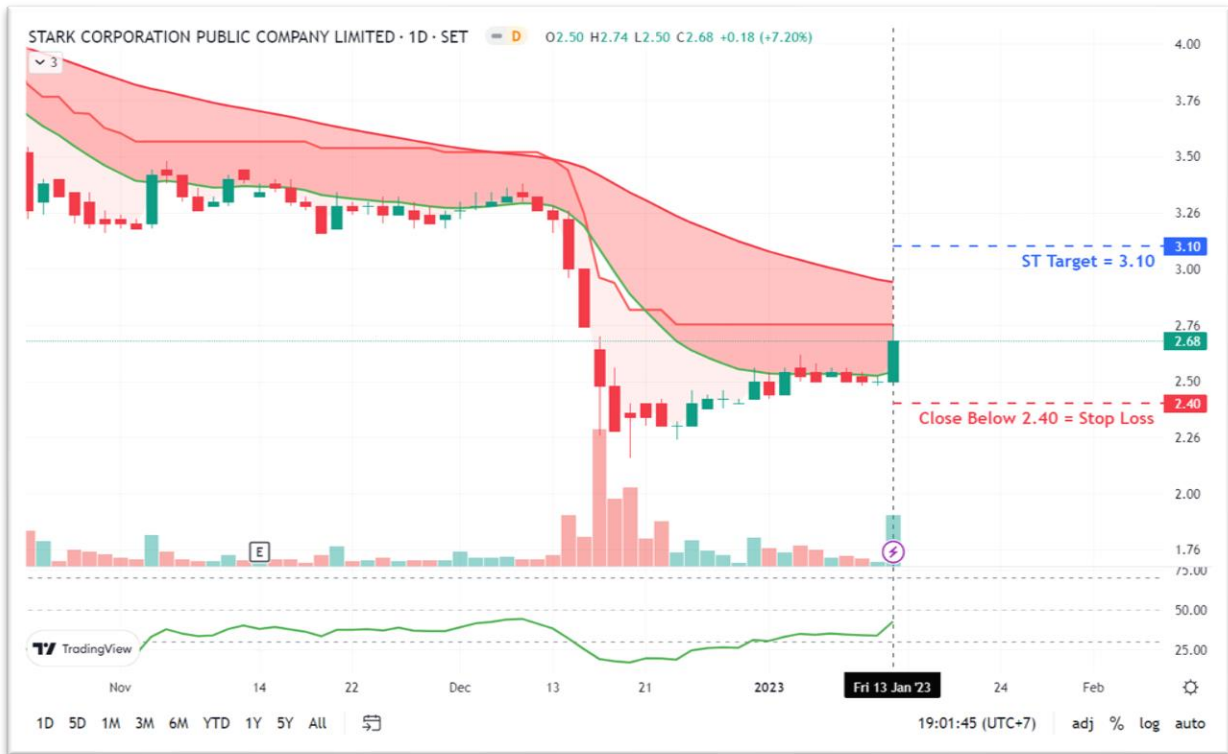 STARK CORPORATION PUBLIC COMPANY LIMITED · 1D · SET D O2.50 H2.74 L2.50 C2.68 +0.18 (+7.20%)
3
4.00
3.76
3.50
3.26
3.10
ST Target = 3.10
3.00
2.76
2.68
2.50
2.40
Close Below 2.40 = Stop Loss
2.26
2.00
E
1.76
75.00
50.00
TradingView
25.00
Nov 14 22 Dec 13 21 2023 Fri 13 Jan '23 24 Feb
1D 5D 1M 3M 6M YTD 1Y 5Y All 19:01:45 (UTC+7) adj % log auto